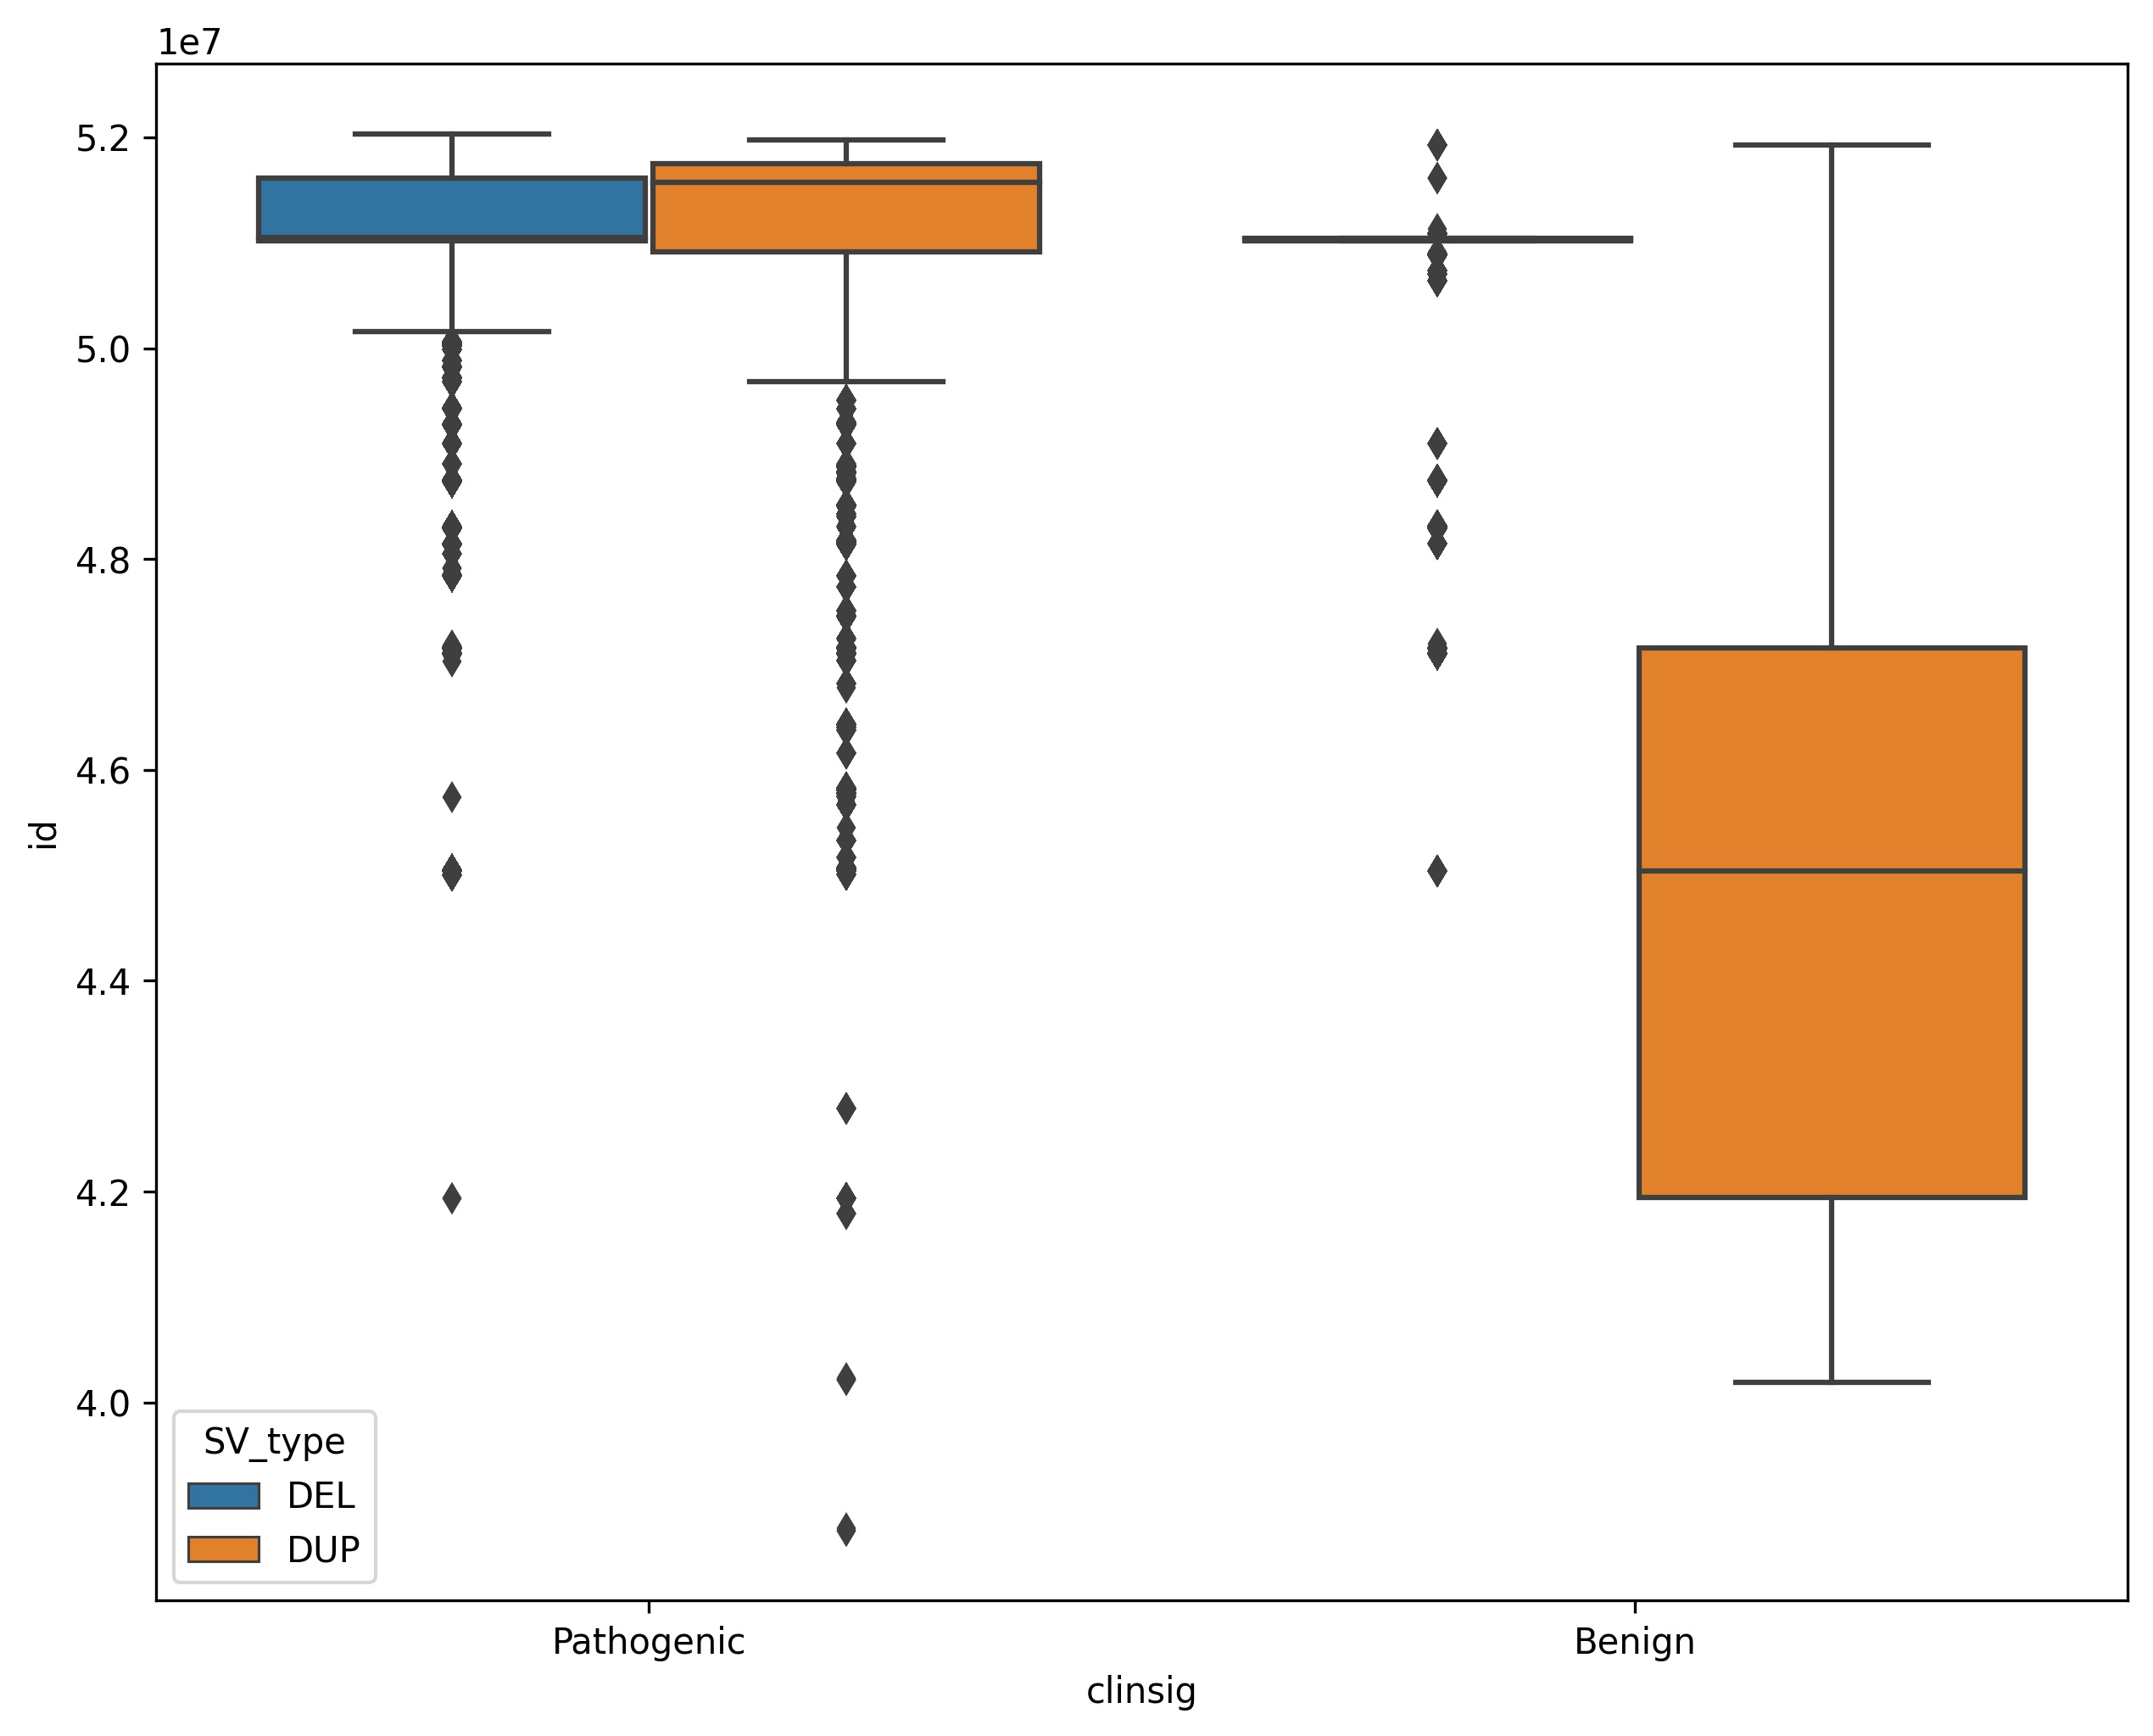 1e7
5.2
5.0
4.8
4.6
4.4
4.2
4.0
id
SV_type
DEL
DUP
Pathogenic Benign
clinsig